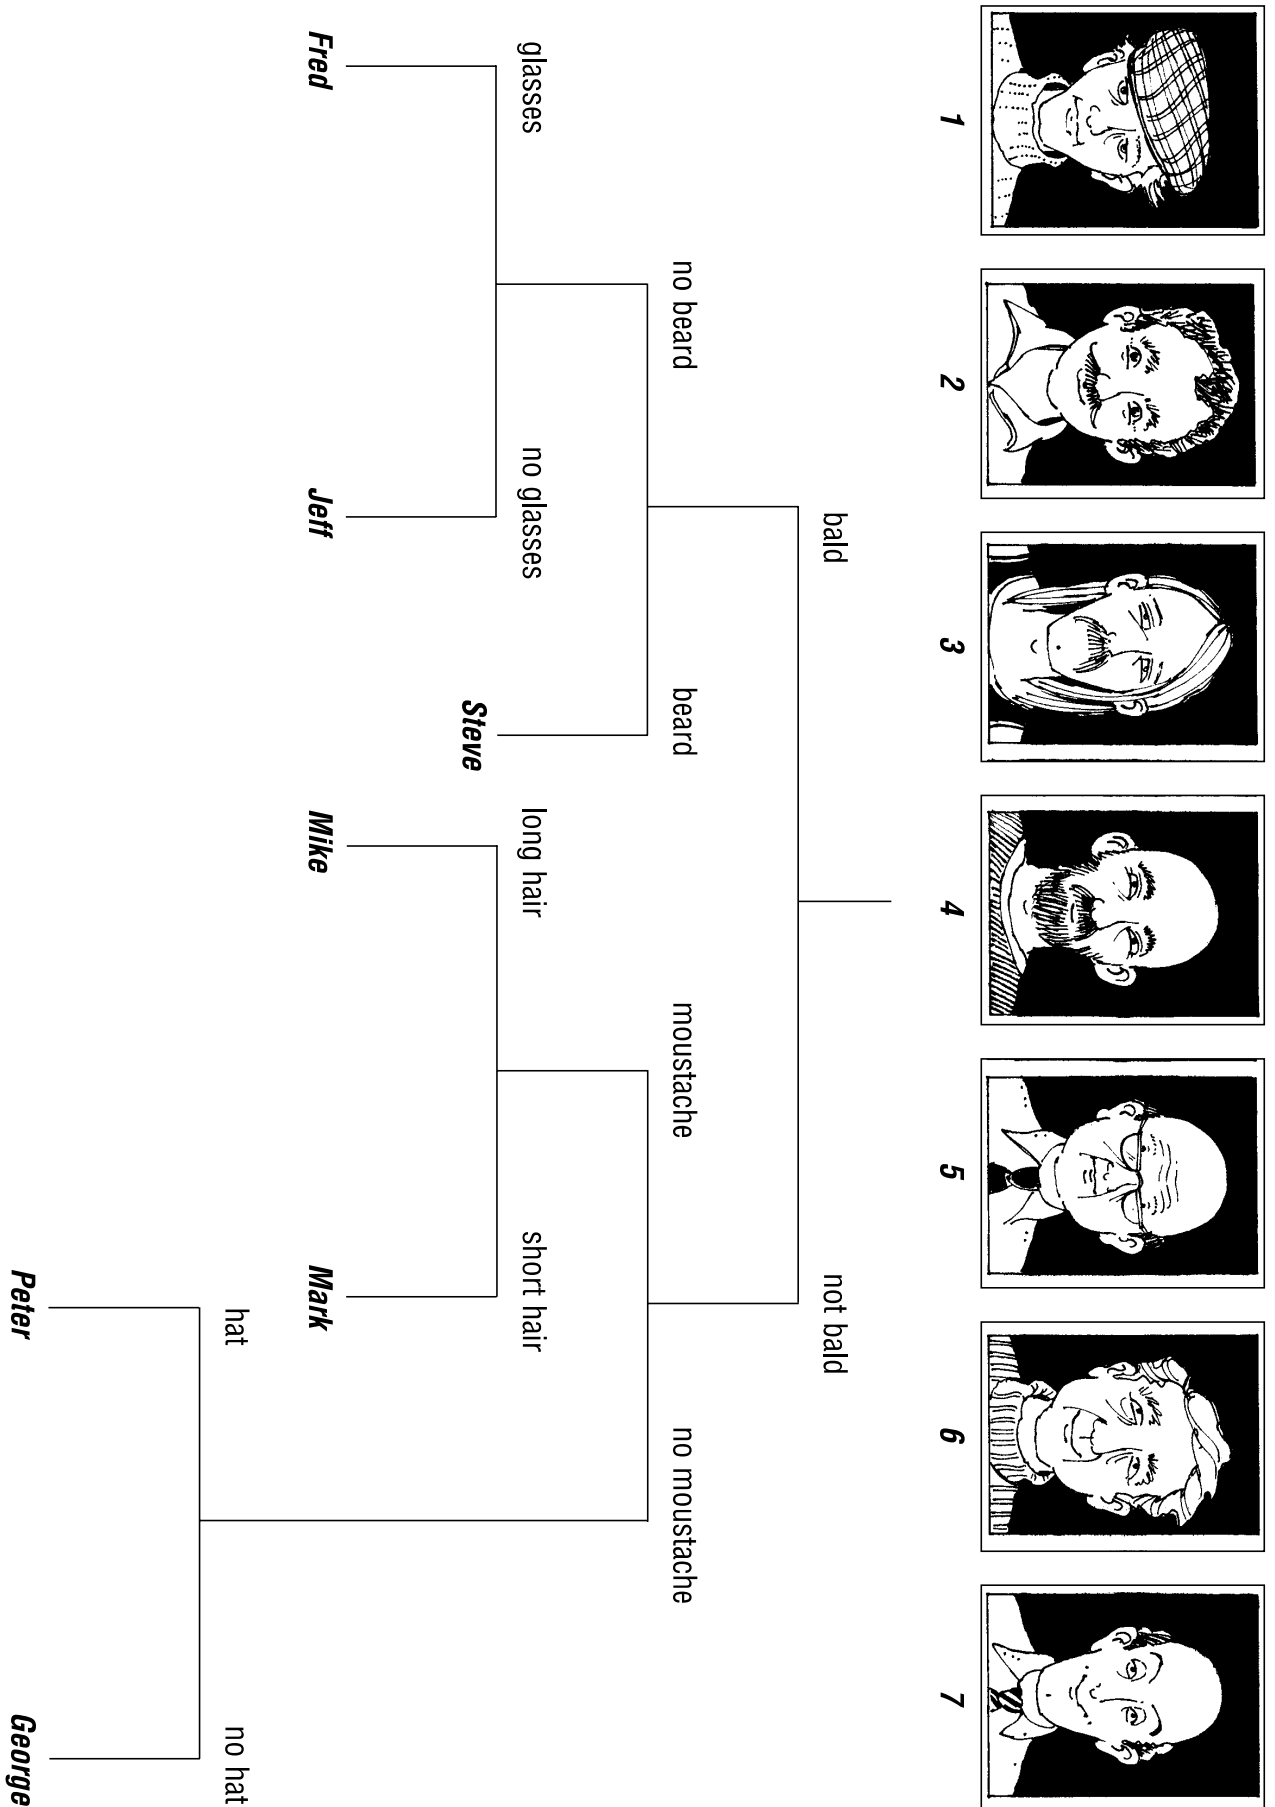 1 2 3 4 5 6 7
bald not bald
no beard beard moustache no moustache
glasses no glasses long hair short hair
Steve
Fred Jeff Mike Mark
hat no hat
Peter George